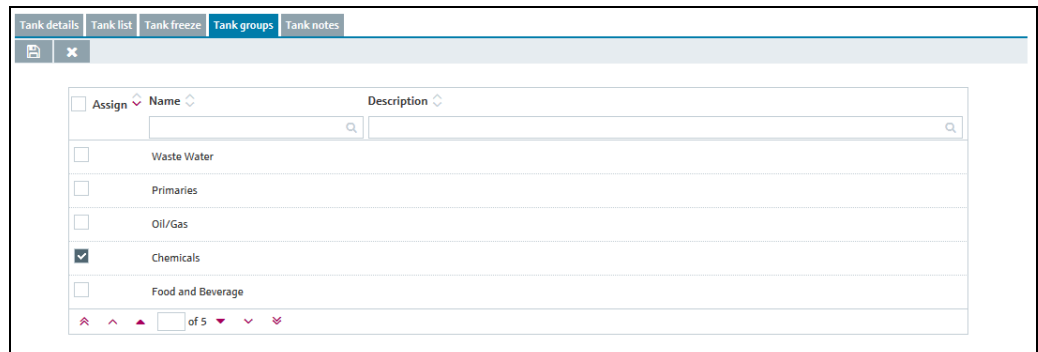 Tank details Tank list Tank freeze Tank groups Tank notes
Assign Name Description
Waste Water
Primaries
Oil/Gas
Chemicals
Food and Beverage
of 5